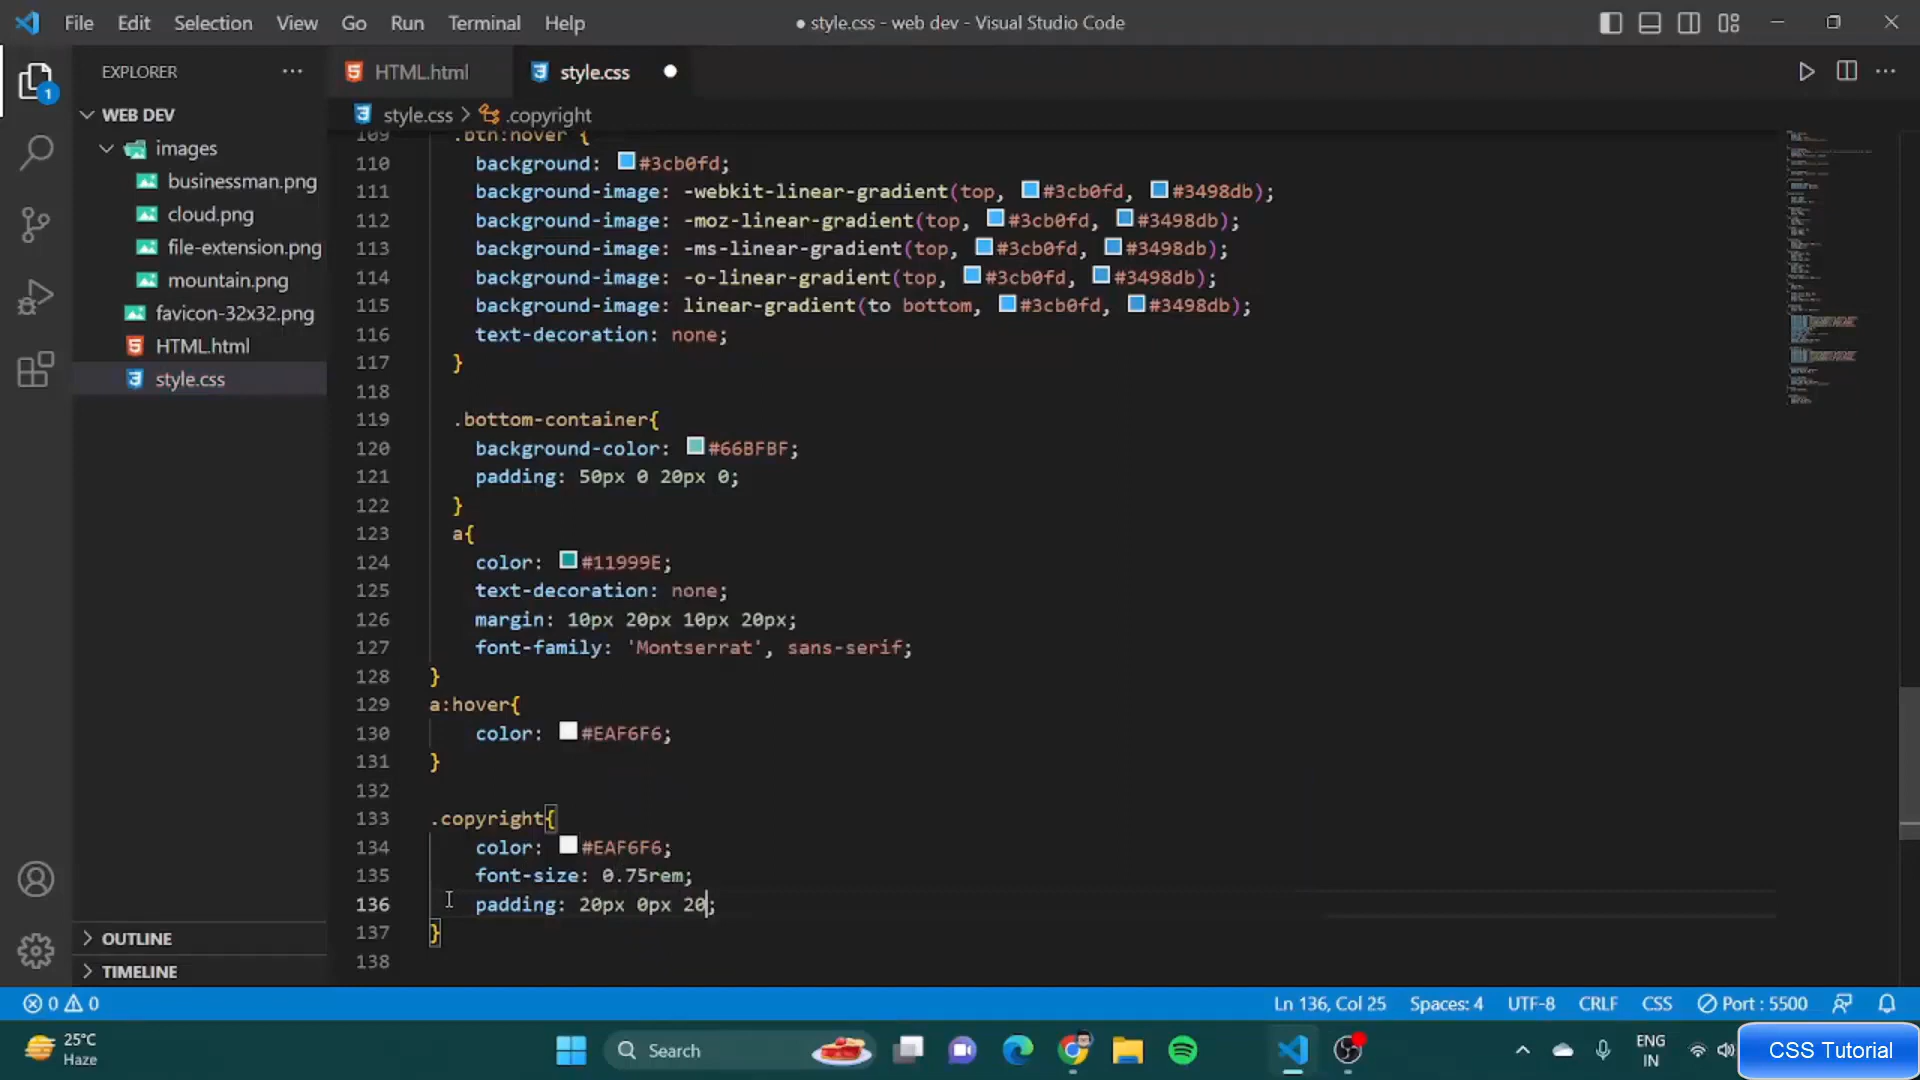 File Edit Selection View Go Run Terminal Help
● style.css - web dev - Visual Studio Code
EXPLORER
HTML.html
style.css
WEB DEV
images
businessman.png
cloud.png
file-extension.png
mountain.png
favicon-32x32.png
HTML.html
style.css
OUTLINE
TIMELINE
1
style.css > .copyright
109 .btn:hover {
110 background: #3cb0fd;
111 background-image: -webkit-linear-gradient(top, #3cb0fd, #3498db);
112 background-image: -moz-linear-gradient(top, #3cb0fd, #3498db);
113 background-image: -ms-linear-gradient(top, #3cb0fd, #3498db);
114 background-image: -o-linear-gradient(top, #3cb0fd, #3498db);
115 background-image: linear-gradient(to bottom, #3cb0fd, #3498db);
116 text-decoration: none;
117 }
118
119 .bottom-container{
120 background-color: #66BFBF;
121 padding: 50px 0 20px 0;
122 }
123 a{
124 color: #11999E;
125 text-decoration: none;
126 margin: 10px 20px 10px 20px;
127 font-family: 'Montserrat', sans-serif;
128 }
129 a:hover{
130 color: #EAF6F6;
131 }
132
133 .copyright{
134 color: #EAF6F6;
135 font-size: 0.75rem;
136 padding: 20px 0px 20;
137 }
138
0 0
Ln 136, Col 25 Spaces: 4 UTF-8 CRLF CSS Port : 5500
25°C
Haze
Search
ENG
IN
CSS Tutorial